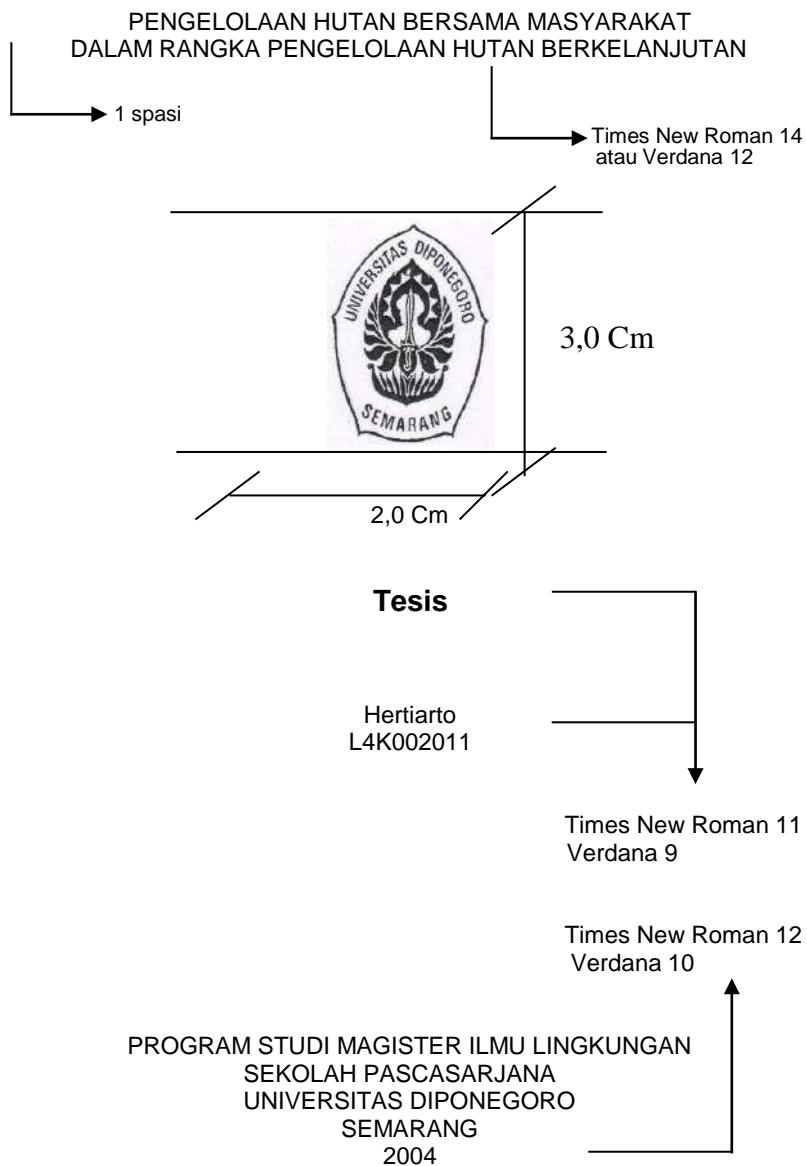 PENGELOLAAN HUTAN BERSAMA MASYARAKAT
DALAM RANGKA PENGELOLAAN HUTAN BERKELANJUTAN
1 spasi
Times New Roman 14
atau Verdana 12
UNIVERSITAS DIPONEGORO
SEMARANG
3,0 Cm
2,0 Cm
Tesis
Hertiarto
L4K002011
Times New Roman 11
Verdana 9
Times New Roman 12
Verdana 10
PROGRAM STUDI MAGISTER ILMU LINGKUNGAN
SEKOLAH PASCASARJANA
UNIVERSITAS DIPONEGORO
SEMARANG
2004